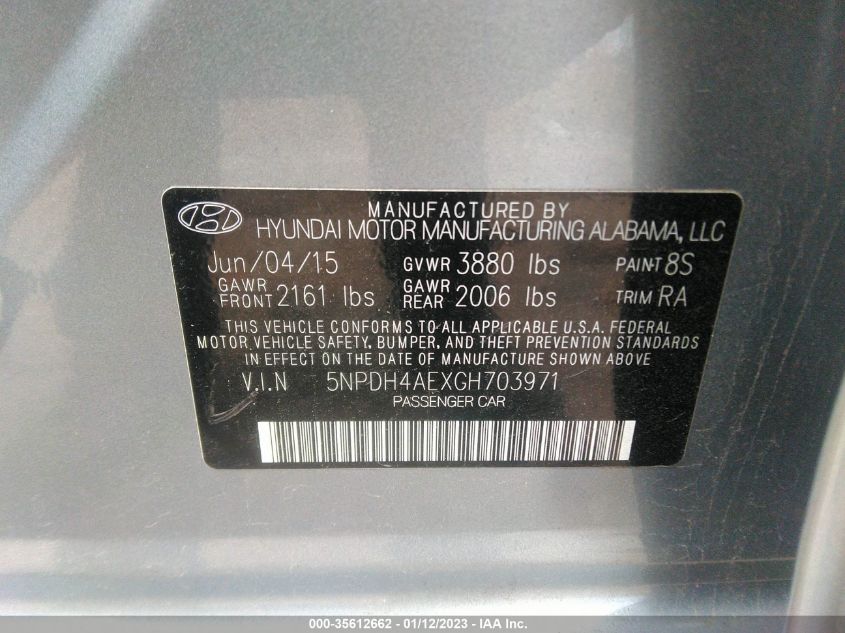 MANUFACTURED BY
HYUNDAI MOTOR MANUFACTURING ALABAMA, LLC
Jun/04/15 GVWR 3880 lbs PAINT 8S
GAWR FRONT 2161 lbs GAWR REAR 2006 lbs TRIM RA
THIS VEHICLE CONFORMS TO ALL APPLICABLE U.S.A. FEDERAL
MOTOR VEHICLE SAFETY, BUMPER, AND THEFT PREVENTION STANDARDS
IN EFFECT ON THE DATE OF MANUFACTURE SHOWN ABOVE
V.I.N 5NPDH4AEXGH703971
PASSENGER CAR
000-35612662 - 01/12/2023 - © IAA Inc.